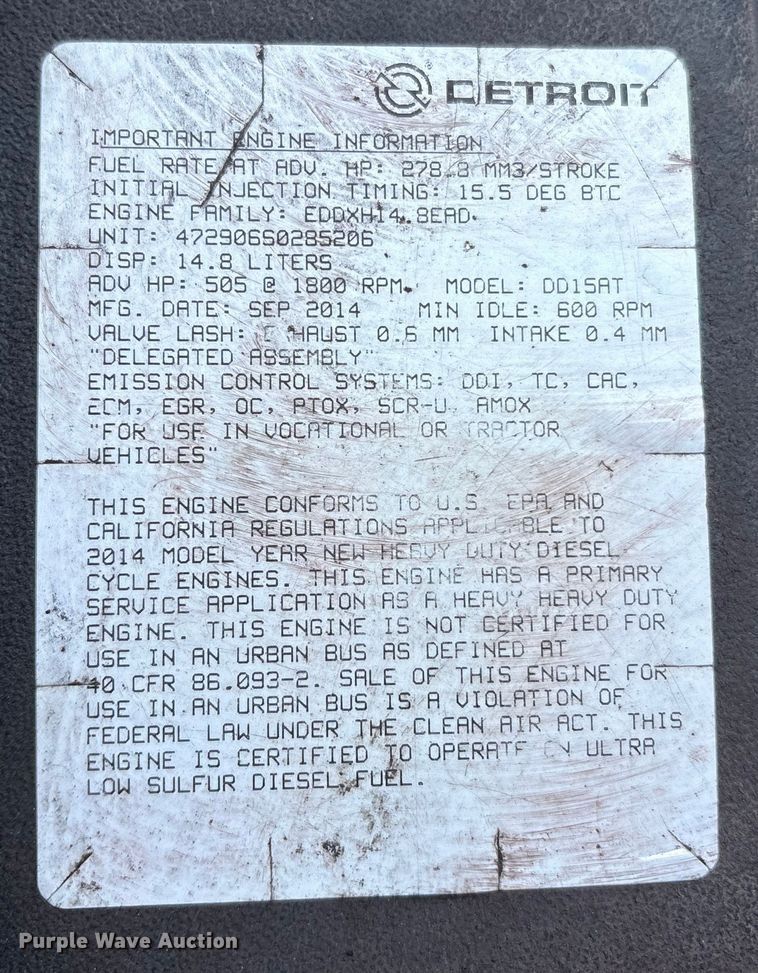 DETROIT
IMPORTANT ENGINE INFORMATION
FUEL RATE AT ADV. HP: 278.8 MM3/STROKE
INITIAL INJECTION TIMING: 15.5 DEG BTC
ENGINE FAMILY: EDDXH14.8EAD
UNIT: 472906S0285206
DISP: 14.8 LITERS
ADV HP: 505 @ 1800 RPM. MODEL: DD15AT
MFG. DATE: SEP 2014 MIN IDLE: 600 RPM
VALVE LASH: EXHAUST 0.6 MM INTAKE 0.4 MM
"DELEGATED ASSEMBLY"
EMISSION CONTROL SYSTEMS: DDI, TC, CAC,
ECM, EGR, OC, PTOX, SCR-U, AMOX
"FOR USE IN VOCATIONAL OR TRACTOR
VEHICLES"
THIS ENGINE CONFORMS TO U.S. EPA AND
CALIFORNIA REGULATIONS APPLICABLE TO
2014 MODEL YEAR NEW HEAVY DUTY DIESEL
CYCLE ENGINES. THIS ENGINE HAS A PRIMARY
SERVICE APPLICATION AS A HEAVY HEAVY DUTY
ENGINE. THIS ENGINE IS NOT CERTIFIED FOR
USE IN AN URBAN BUS AS DEFINED AT
40 CFR 86.093-2. SALE OF THIS ENGINE FOR
USE IN AN URBAN BUS IS A VIOLATION OF
FEDERAL LAW UNDER THE CLEAN AIR ACT. THIS
ENGINE IS CERTIFIED TO OPERATE ON ULTRA
LOW SULFUR DIESEL FUEL.
Purple Wave Auction